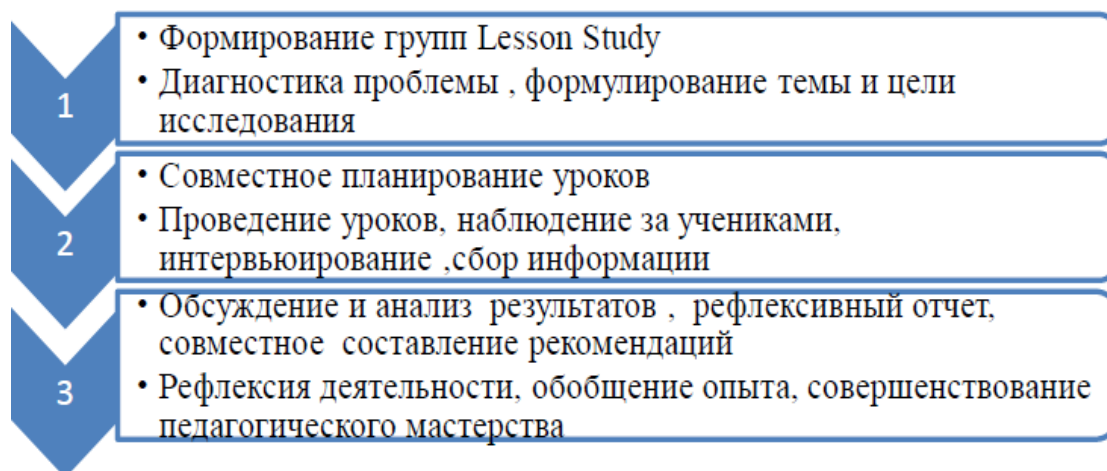 1
• Формирование групп Lesson Study
• Диагностика проблемы , формулирование темы и цели
исследования
2
• Совместное планирование уроков
• Проведение уроков, наблюдение за учениками,
интервьюирование ,сбор информации
3
• Обсуждение и анализ результатов , рефлексивный отчет,
совместное составление рекомендаций
• Рефлексия деятельности, обобщение опыта, совершенствование
педагогического мастерства